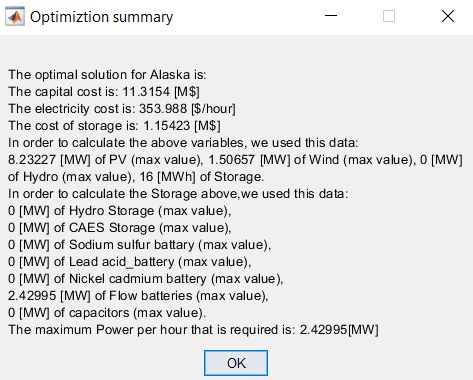 Optimiztion summary
The optimal solution for Alaska is:
The capital cost is: 11.3154 [M$]
The electricity cost is: 353.988 [$/hour]
The cost of storage is: 1.15423 [M$]
In order to calculate the above variables, we used this data:
8.23227 [MW] of PV (max value), 1.50657 [MW] of Wind (max value), 0 [MW]
of Hydro (max value), 16 [MWh] of Storage.
In order to calculate the Storage above,we used this data:
0 [MW] of Hydro Storage (max value),
0 [MW] of CAES Storage (max value),
0 [MW] of Sodium sulfur battary (max value),
0 [MW] of Lead acid_battery (max value),
0 [MW] of Nickel cadmium battery (max value),
2.42995 [MW] of Flow batteries (max value),
0 [MW] of capacitors (max value).
The maximum Power per hour that is required is: 2.42995[MW]
OK